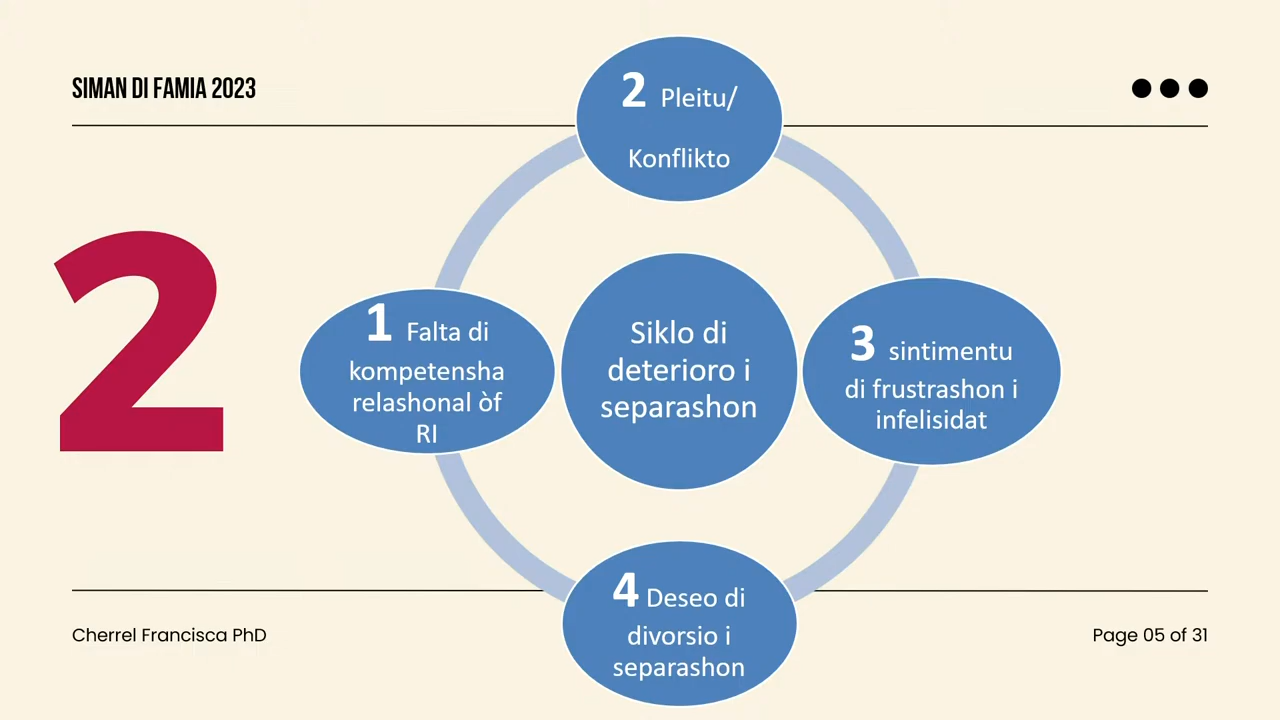 SIMAN DI FAMIA 2023
2
2 Pleitu/
Konflikto
1 Falta di
kompetensha
relashonal òf
RI
Siklo di
deterioro i
separashon
3 sintimentu
di frustrashon i
infelisidat
4 Deseo di
divorsio i
separashon
Cherrel Francisca PhD
Page 05 of 31